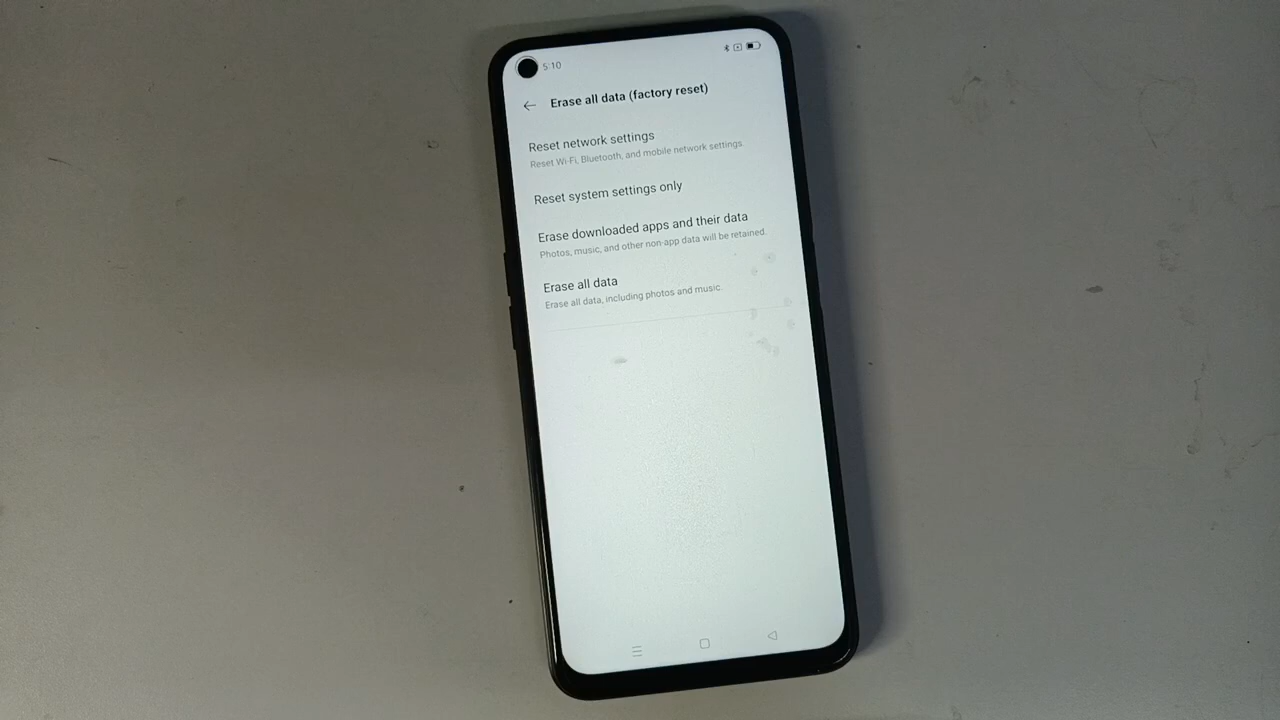 5:10
Erase all data (factory reset)
Reset network settings
Reset Wi-Fi, Bluetooth, and mobile network settings
Reset system settings only
Erase downloaded apps and their data
Photos, music, and other non-app data will be retained.
Erase all data
Erase all data, including photos and music.